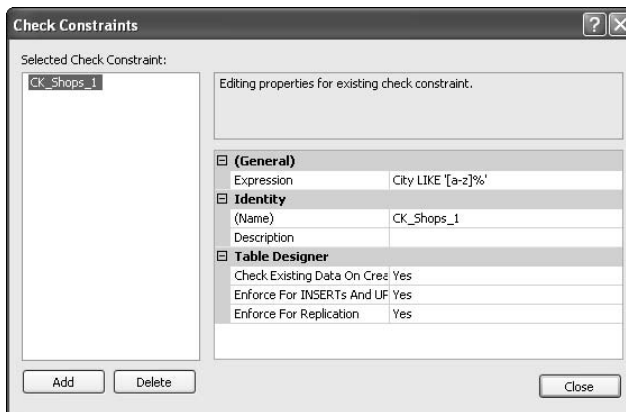 Check Constraints
Selected Check Constraint:
CK_Shops_1
Editing properties for existing check constraint.
(General)
Expression City LIKE '[a-z]%'
Identity
(Name) CK_Shops_1
Description
Table Designer
Check Existing Data On Crea Yes
Enforce For INSERTs And UP Yes
Enforce For Replication Yes
Add Delete Close